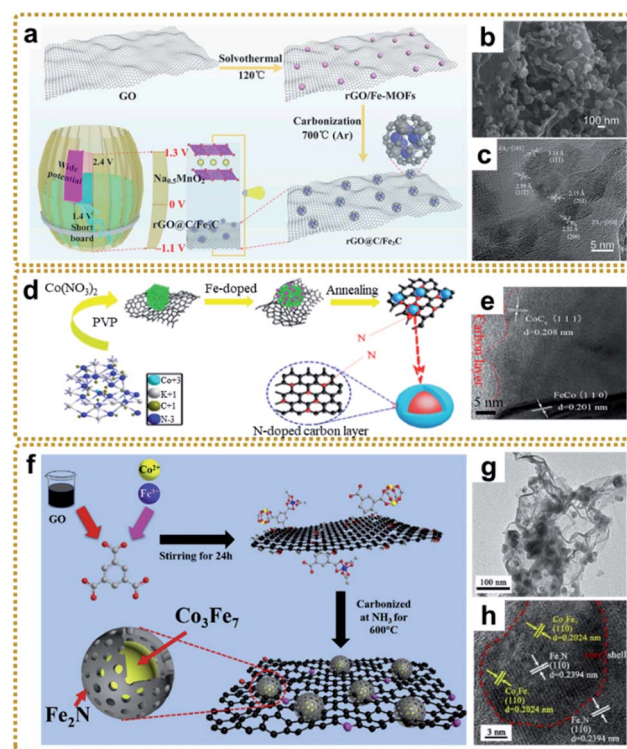 a
GO
Solvothermal
120℃
rGO/Fe-MOFs
Carbonization
700℃ (Ar)
Wide potential
2.4 V
1.4 V
Short board
1.3 V
Na0.5MnO2
0 V
rGO@C/Fe3C
-1.1 V
rGO@C/Fe3C
b
100 nm
c
5 nm
d
Co(NO3)2
PVP
Fe-doped
Annealing
N
N
Co+3
K+1
C+1
N-3
N-doped carbon layer
e
Carbon layer
CoCx (1 1 1)
d=0.208 nm
5 nm
FeCo (1 1 0)
d=0.201 nm
f
GO
Co2+
Fe3+
Stirring for 24h
Carbonized
at NH3 for
600°C
Co3Fe7
Fe2N
g
100 nm
h
Co3Fe7
(110)
d=0.2024 nm
Fe2N
(110)
d=0.2394 nm
shell
Co3Fe7
(110)
d=0.2024 nm
Fe2N
(110)
d=0.2394 nm
3 nm